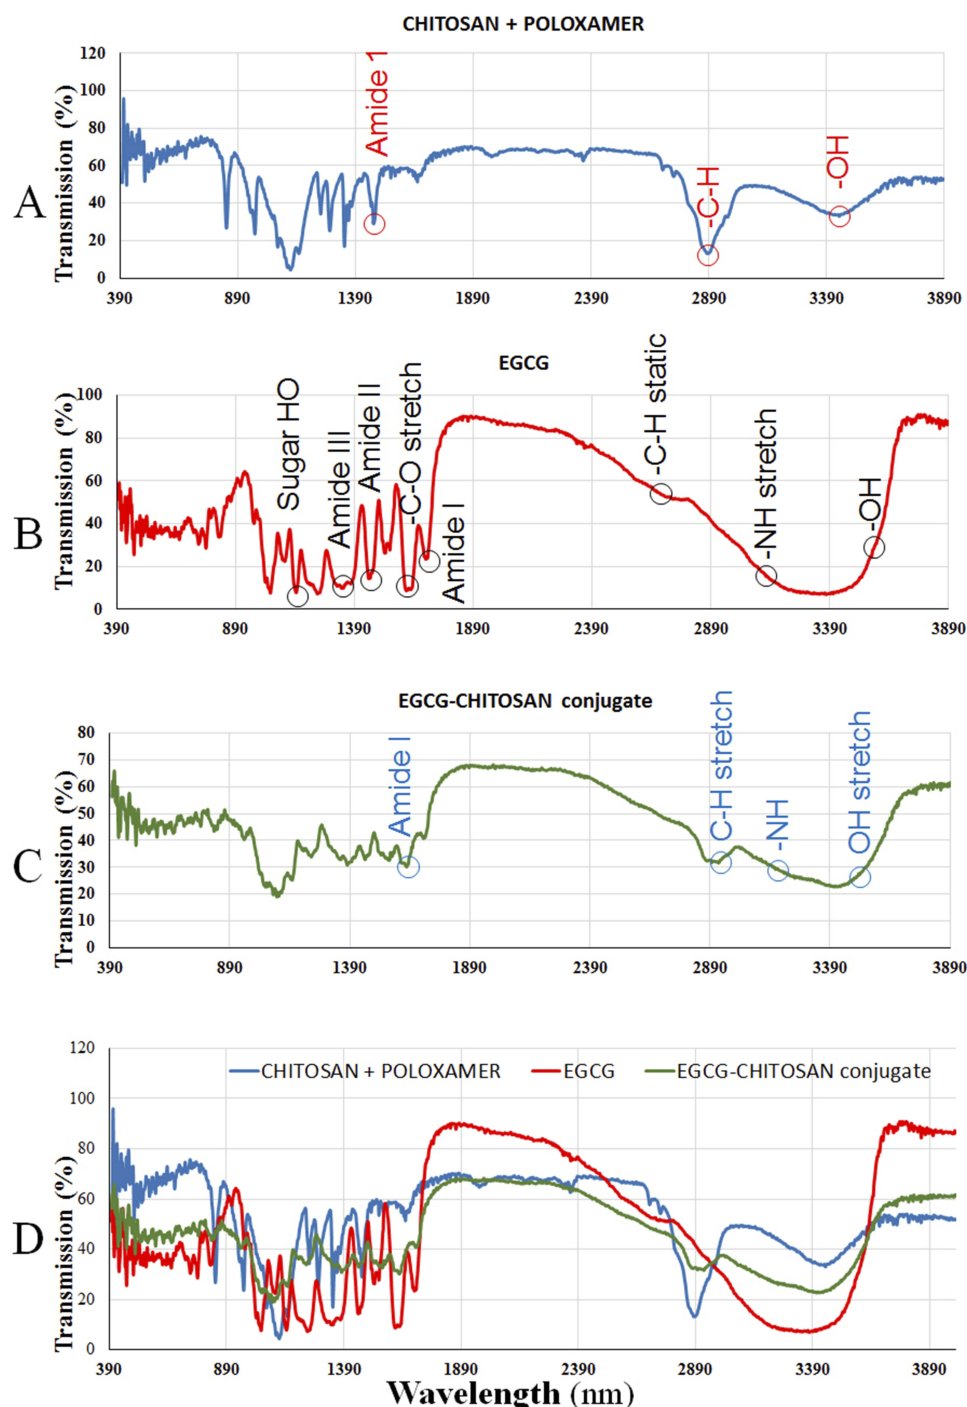 CHITOSAN + POLOXAMER
A
Transmission (%)
120
100
80
60
40
20
0
Amide 1
-C-H
-OH
390 890 1390 1890 2390 2890 3390 3890
EGCG
B
Transmission (%)
100
80
60
40
20
0
Sugar HO
Amide III
Amide II
-C-O stretch
Amide I
-C-H static
-NH stretch
-OH
390 890 1390 1890 2390 2890 3390 3890
EGCG-CHITOSAN conjugate
C
Transmission (%)
80
70
60
50
40
30
20
10
0
Amide I
C-H stretch
-NH
OH stretch
390 890 1390 1890 2390 2890 3390 3890
D
Transmission (%)
120
100
80
60
40
20
0
CHITOSAN + POLOXAMER EGCG EGCG-CHITOSAN conjugate
390 890 1390 1890 2390 2890 3390 3890
Wavelength (nm)